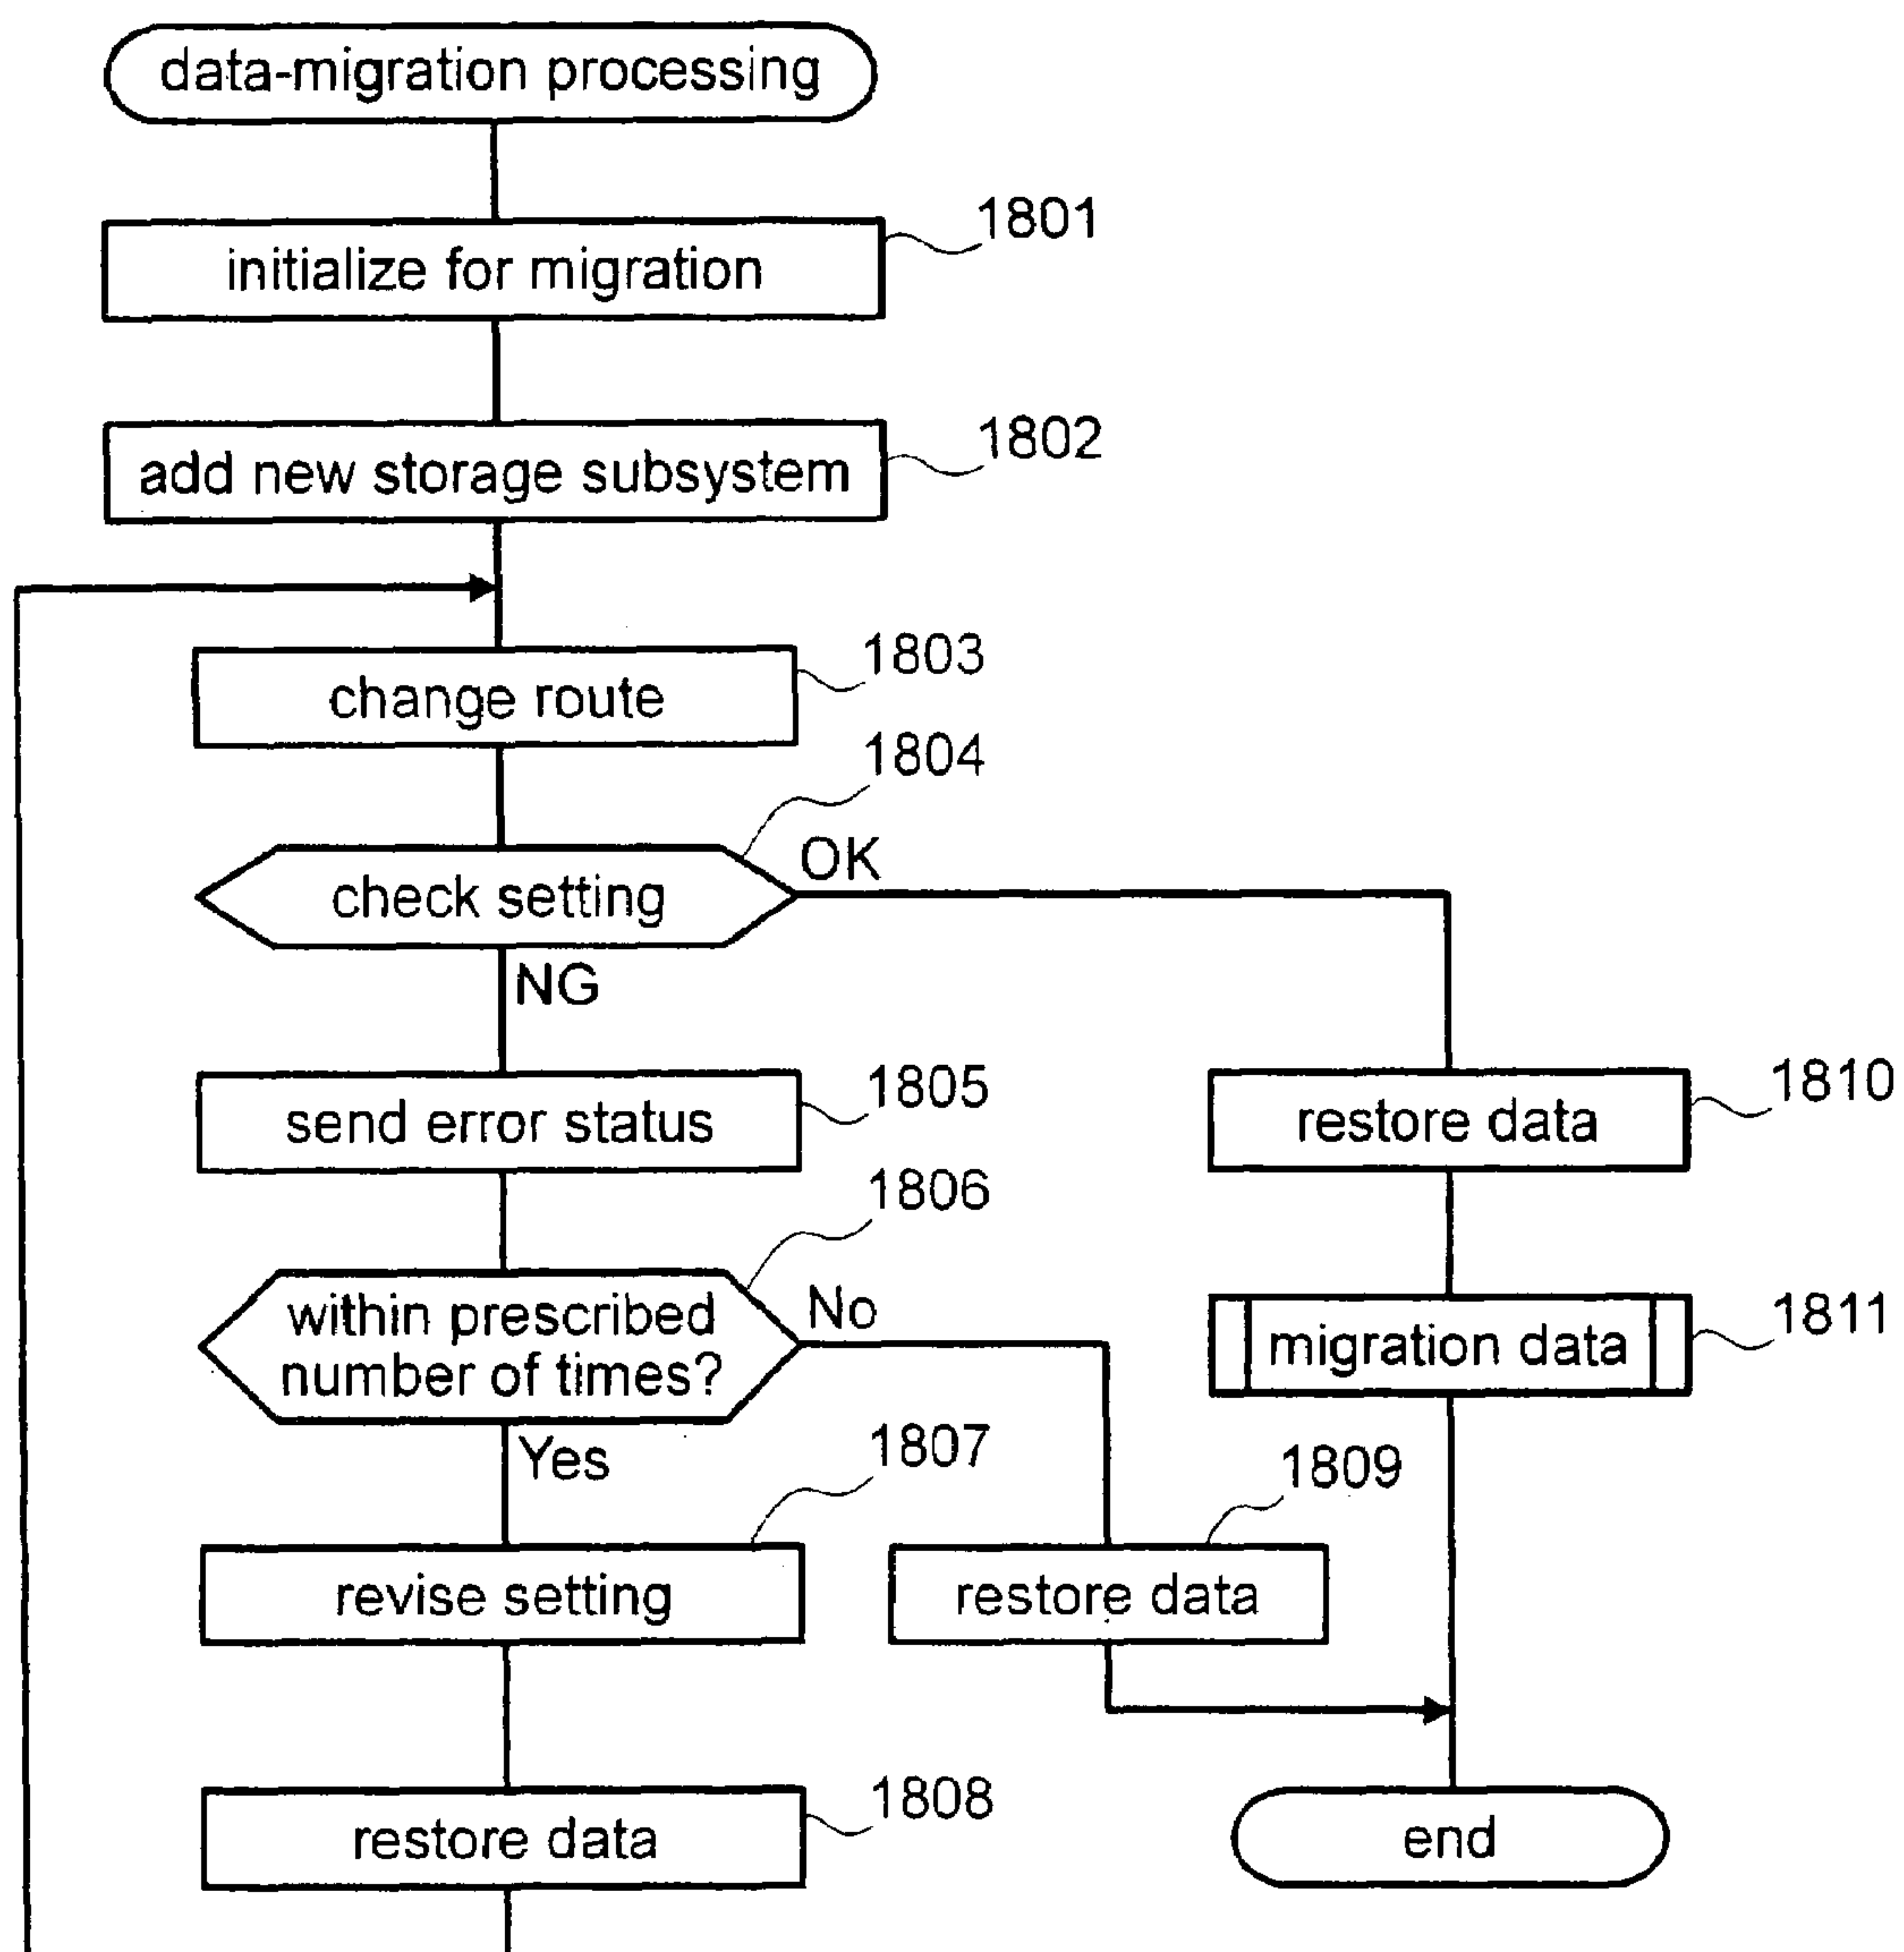 data-migration processing
1801
initialize for migration
1802
add new storage subsystem
1803
change route
1804
OK
check setting
NG
1805
send error status
1810
restore data
1806
within prescribed
number of times?
No
1811
migration data
Yes
1807
1809
revise setting
restore data
1808
restore data
end